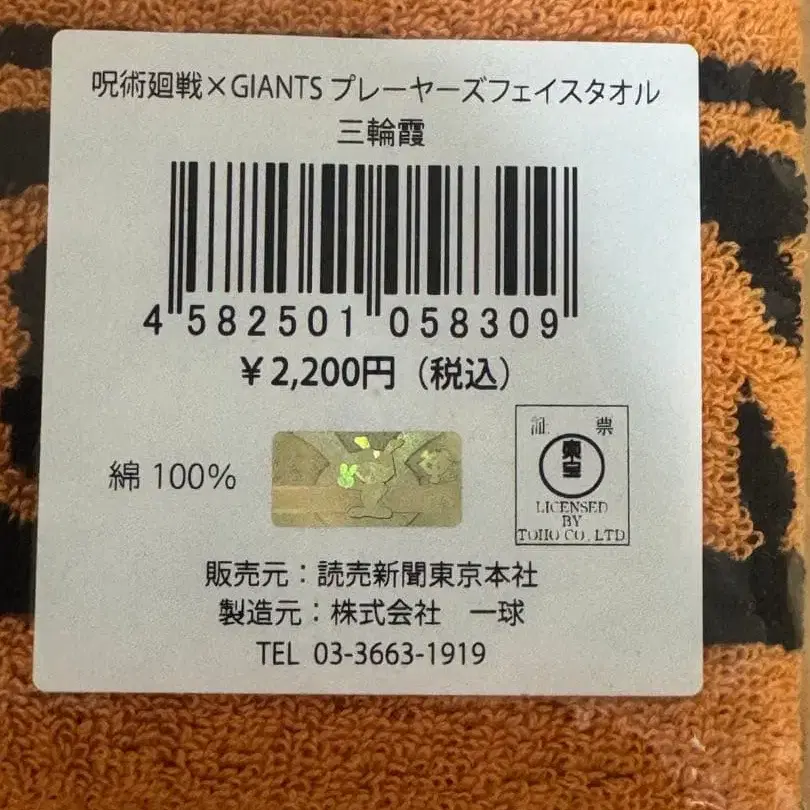 呪術廻戦×GIANTS プレーヤーズフェイスタオル
三輪霞
4 582501 058309
￥2,200円（税込）
綿 100%
証 票
東宝
LICENSED
BY
TOHO CO., LTD
販売元：読売新聞東京本社
製造元：株式会社　一球
TEL 03-3663-1919